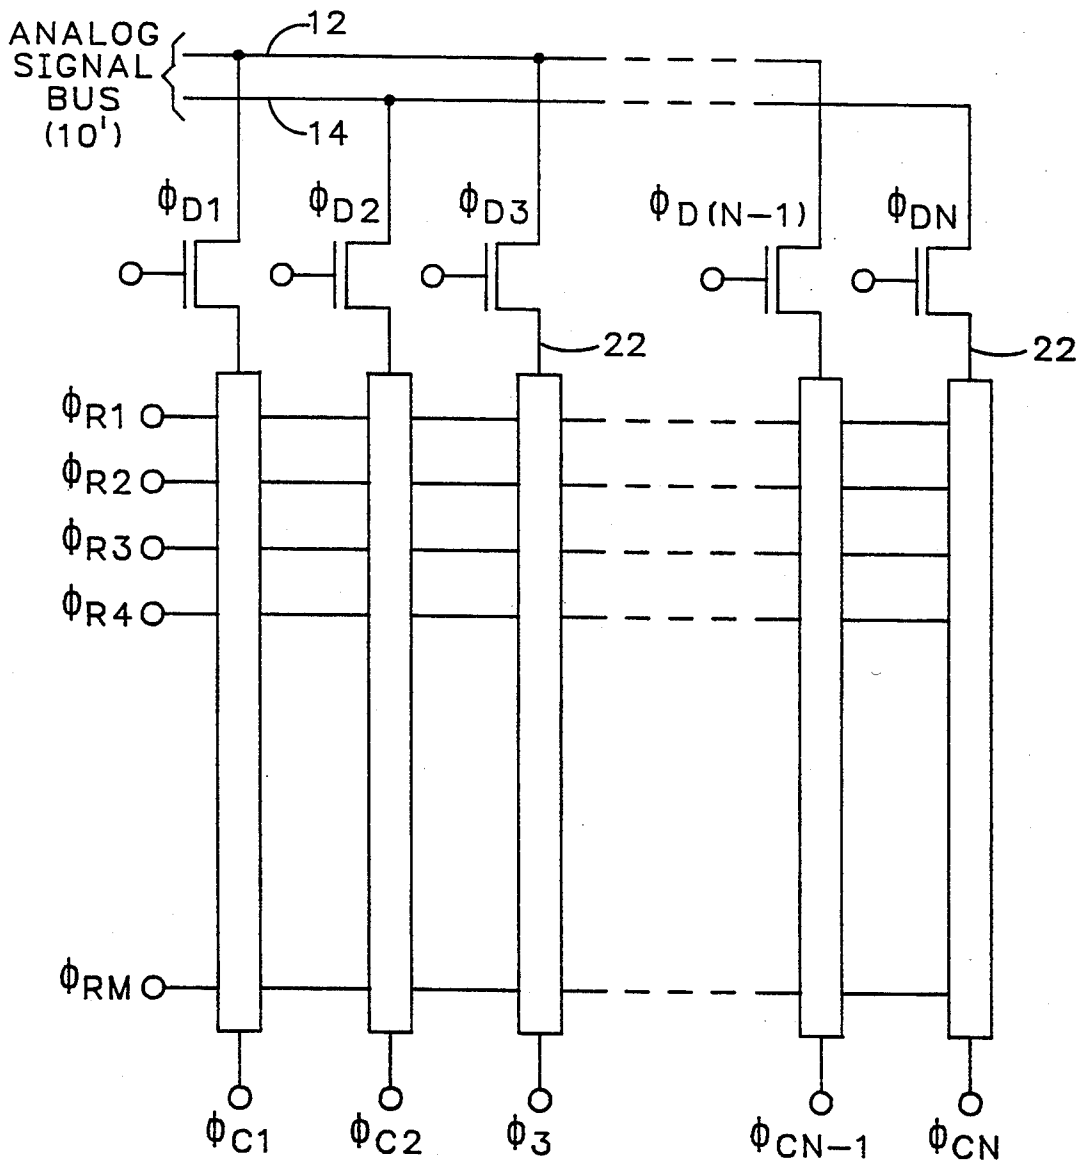 ANALOG
SIGNAL
BUS
(10')
12
14
ϕD1
ϕD2
ϕD3
ϕD(N-1)
ϕDN
22
22
ϕR1
ϕR2
ϕR3
ϕR4
ϕRM
ϕC1
ϕC2
ϕ3
ϕCN-1
ϕCN